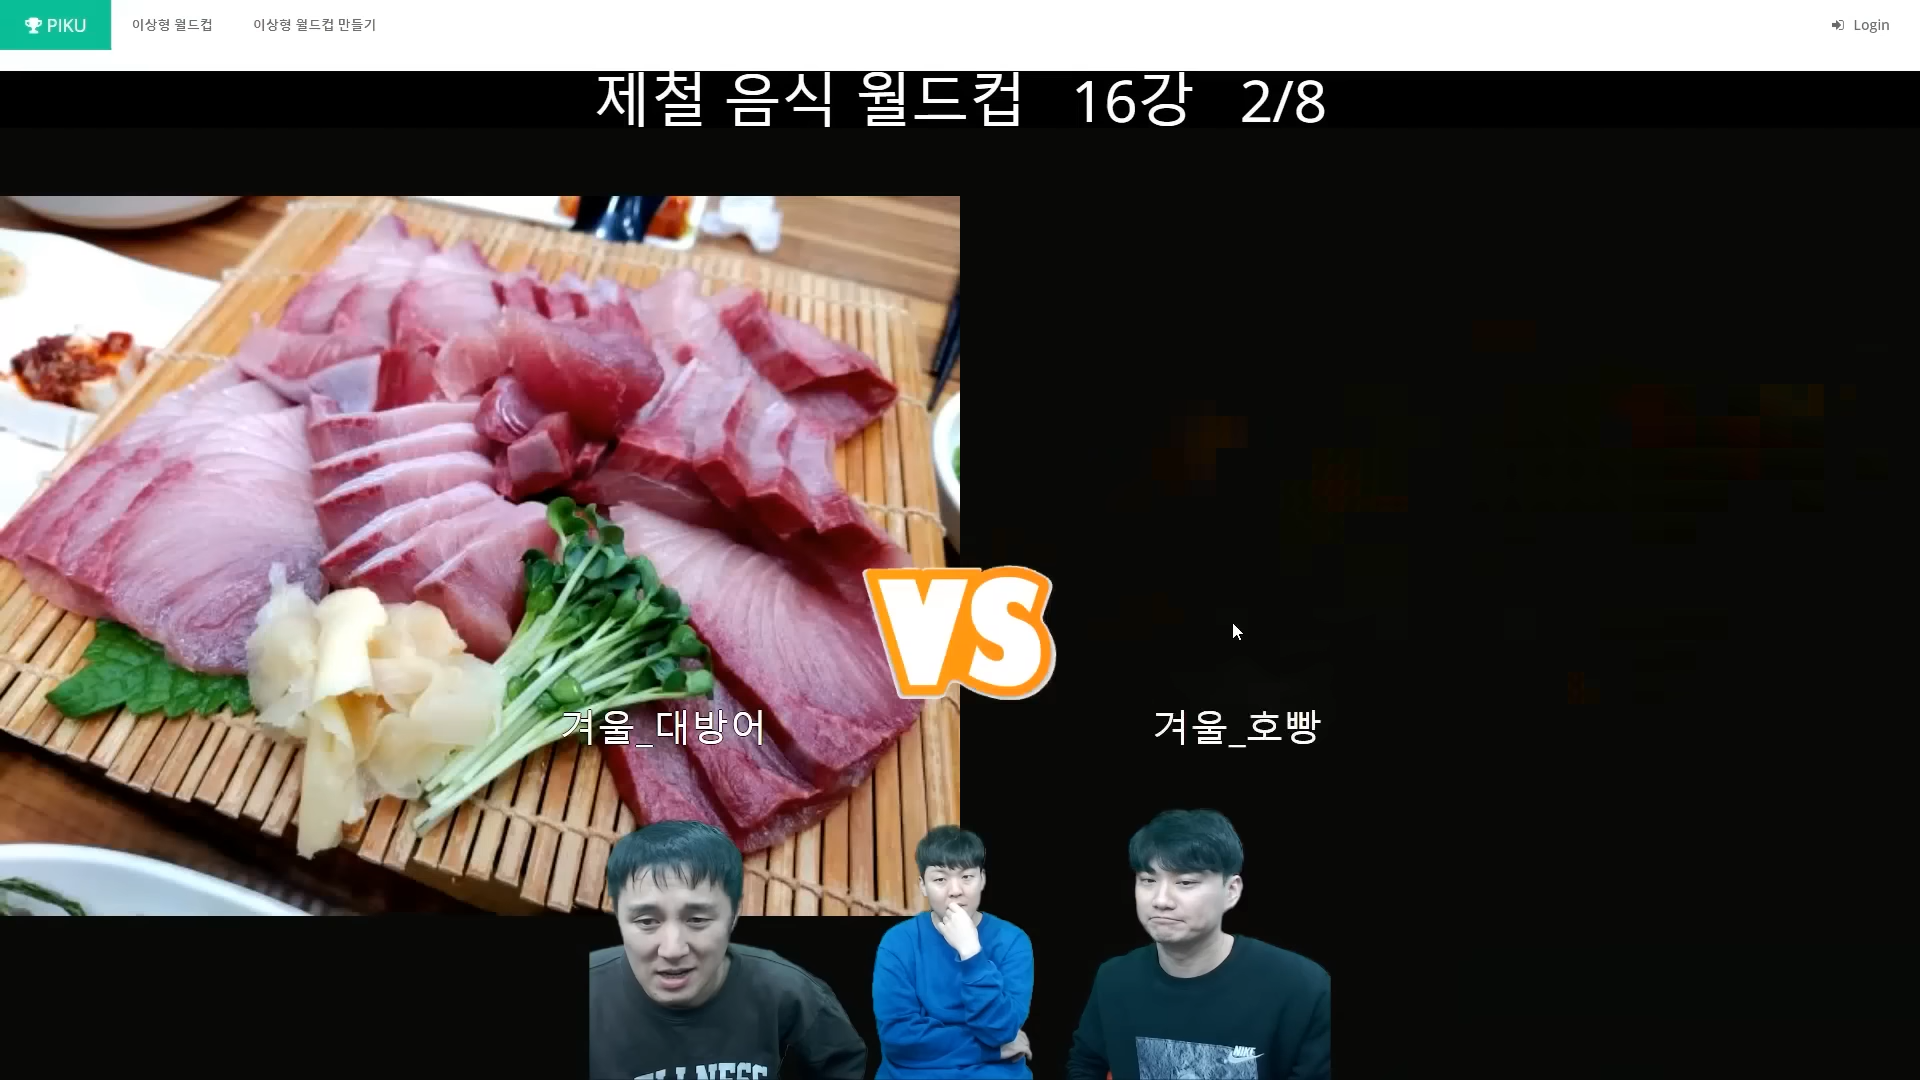 PIKU
이상형 월드컵
이상형 월드컵 만들기
Login
제철 음식 월드컵 16강 2/8
VS
겨울_대방어
겨울_호빵
NIKE